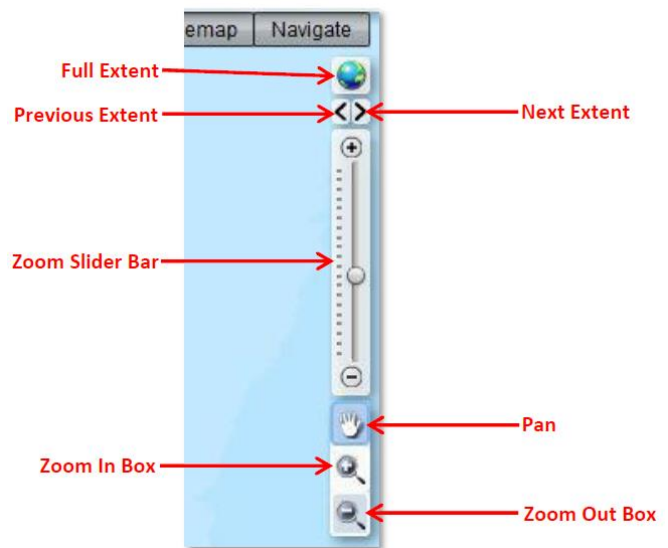 emap Navigate
Full Extent
Previous Extent
Next Extent
Zoom Slider Bar
Pan
Zoom In Box
Zoom Out Box